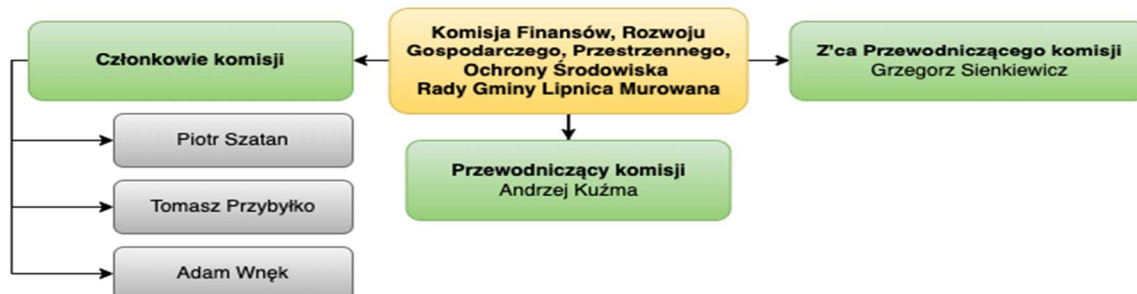 Komisja Finansów, Rozwoju
Gospodarczego, Przestrzennego,
Ochrony Środowiska
Rady Gminy Lipnica Murowana
Członkowie komisji
Z'ca Przewodniczącego komisji
Grzegorz Sienkiewicz
Przewodniczący komisji
Andrzej Kuźma
Piotr Szatan
Tomasz Przybyłko
Adam Wnęk